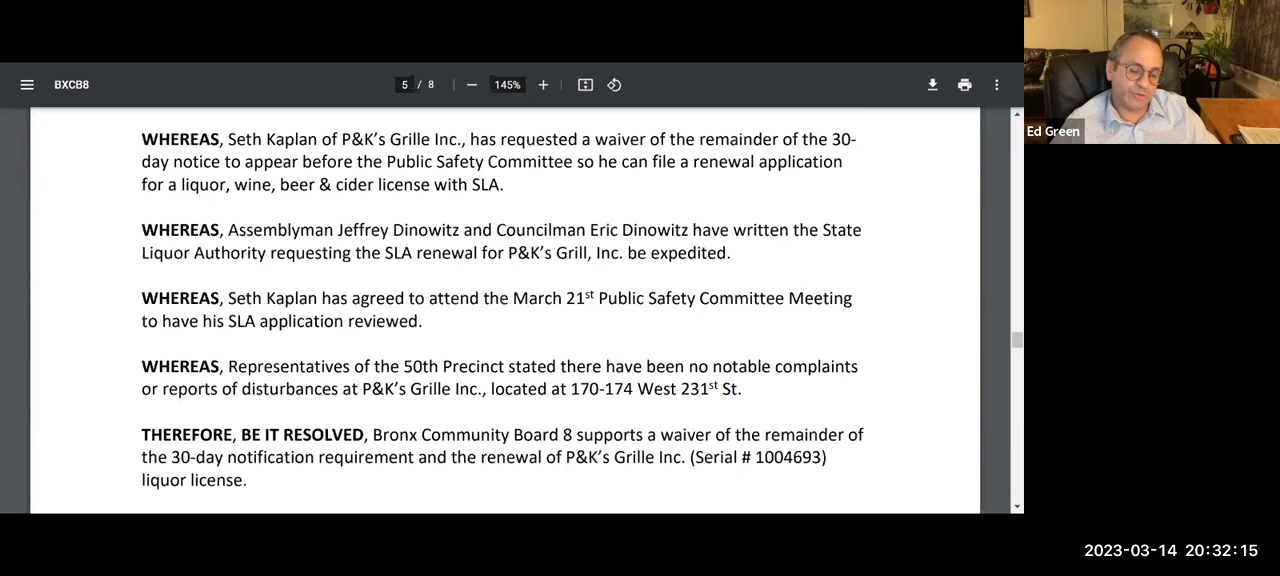 BXCB8
5 / 8
145%
WHEREAS, Seth Kaplan of P&K's Grille Inc., has requested a waiver of the remainder of the 30-
day notice to appear before the Public Safety Committee so he can file a renewal application
for a liquor, wine, beer & cider license with SLA.
WHEREAS, Assemblyman Jeffrey Dinowitz and Councilman Eric Dinowitz have written the State
Liquor Authority requesting the SLA renewal for P&K's Grill, Inc. be expedited.
WHEREAS, Seth Kaplan has agreed to attend the March 21st Public Safety Committee Meeting
to have his SLA application reviewed.
WHEREAS, Representatives of the 50th Precinct stated there have been no notable complaints
or reports of disturbances at P&K's Grille Inc., located at 170-174 West 231st St.
THEREFORE, BE IT RESOLVED, Bronx Community Board 8 supports a waiver of the remainder of
the 30-day notification requirement and the renewal of P&K's Grille Inc. (Serial # 1004693)
liquor license.
Ed Green
2023-03-14 20:32:15